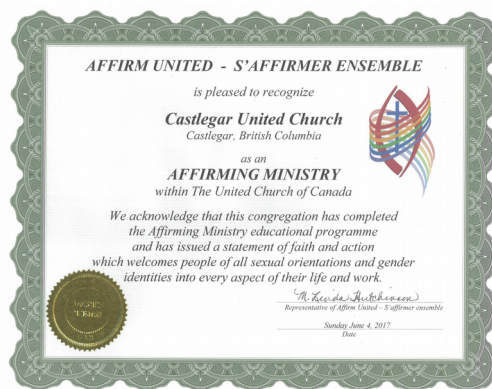 AFFIRM UNITED - S'AFFIRMER ENSEMBLE
is pleased to recognize
Castlegar United Church
Castlegar, British Columbia
as an
AFFIRMING MINISTRY
within The United Church of Canada
We acknowledge that this congregation has completed
the Affirming Ministry educational programme
and has issued a statement of faith and action
which welcomes people of all sexual orientations and gender
identities into every aspect of their life and work.
M. Linda Hutchinson
Representative of Affirm United – S'affirmer ensemble
Sunday June 4, 2017
Date